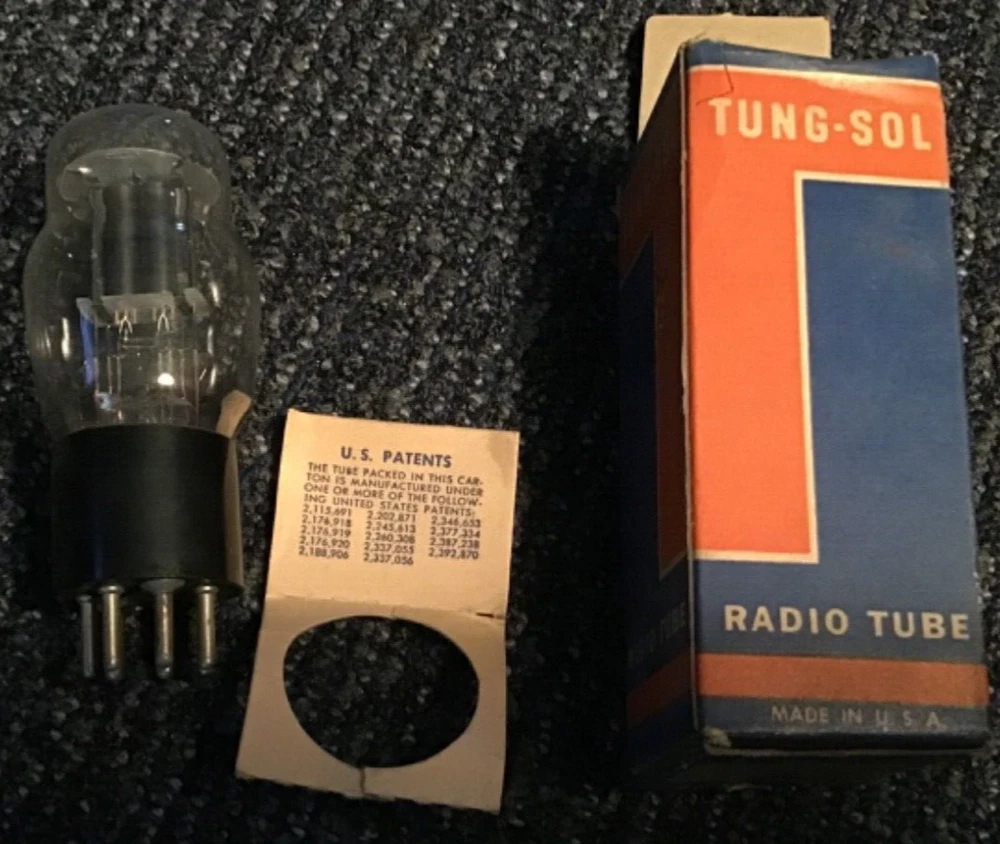 TUNG-SOL
RADIO TUBE
MADE IN U.S.A.
U. S. PATENTS
THE TUBE PACKED IN THIS CAR-
TON IS MANUFACTURED UNDER
ONE OR MORE OF THE FOLLOW-
ING UNITED STATES PATENTS:
2,115,691 2,202,871 2,346,653
2,176,918 2,245,613 2,377,334
2,176,919 2,260,308 2,387,238
2,176,920 2,337,055 2,392,870
2,188,906 2,337,056
RADIO TUBE